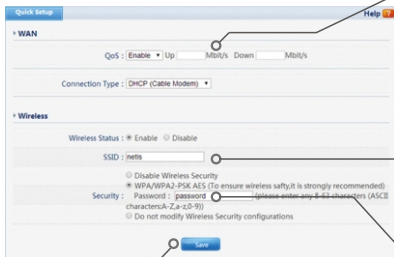 Quick Setup
Help ?
WAN
QoS : Enable Up Mbit/s Down Mbit/s
Connection Type : DHCP (Cable Modem)
Wireless
Wireless Status : Enable Disable
SSID : netis
Disable Wireless Security
WPA/WPA2-PSK AES (To ensure wireless safty,it is strongly recommended)
Security : Password : password (please enter any 8-63 characters (ASCII
characters:A-Z,a-z,0-9))
Do not modify Wireless Security configurations
Save